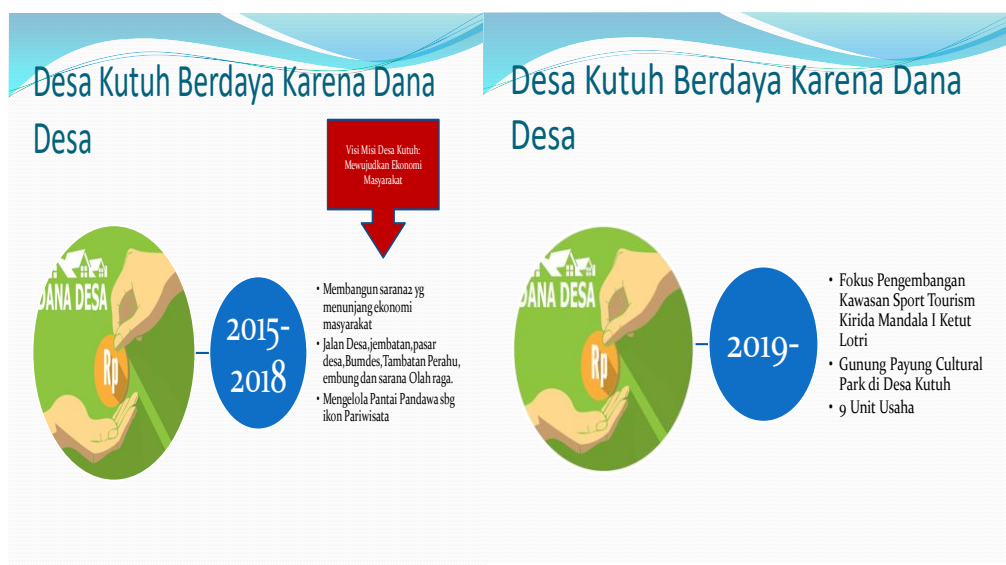 Desa Kutuh Berdaya Karena Dana
Desa
Visi Misi Desa Kutuh:
Mewujudkan Ekonomi
Masyarakat
DANA DESA
Rp
2015-
2018
• Membangun sarana2 yg
menunjang ekonomi
masyarakat
• Jalan Desa,jembatan,pasar
desa,Bumdes,Tambatan Perahu,
embung dan sarana Olah raga.
• Mengelola Pantai Pandawa sbg
ikon Pariwisata
Desa Kutuh Berdaya Karena Dana
Desa
DANA DESA
Rp
2019-
• Fokus Pengembangan
Kawasan Sport Tourism
Kirida Mandala I Ketut
Lotri
• Gunung Payung Cultural
Park di Desa Kutuh
• 9 Unit Usaha